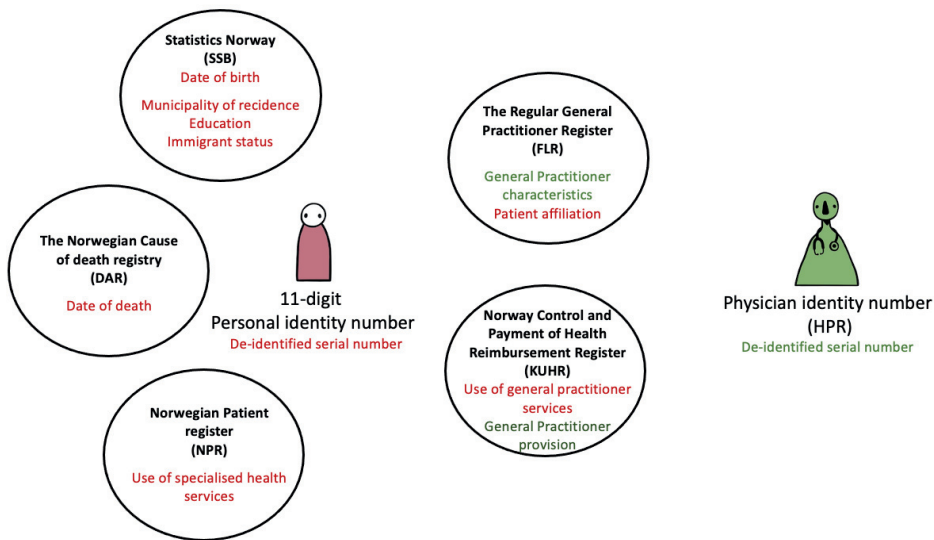 Statistics Norway
(SSB)
Date of birth
Municipality of recidence
Education
Immigrant status
The Norwegian Cause
of death registry
(DAR)
Date of death
Norwegian Patient
register
(NPR)
Use of specialised health
services
11-digit
Personal identity number
De-identified serial number
The Regular General
Practitioner Register
(FLR)
General Practitioner
characteristics
Patient affiliation
Norway Control and
Payment of Health
Reimbursement Register
(KUHR)
Use of general practitioner
services
General Practitioner
provision
Physician identity number
(HPR)
De-identified serial number